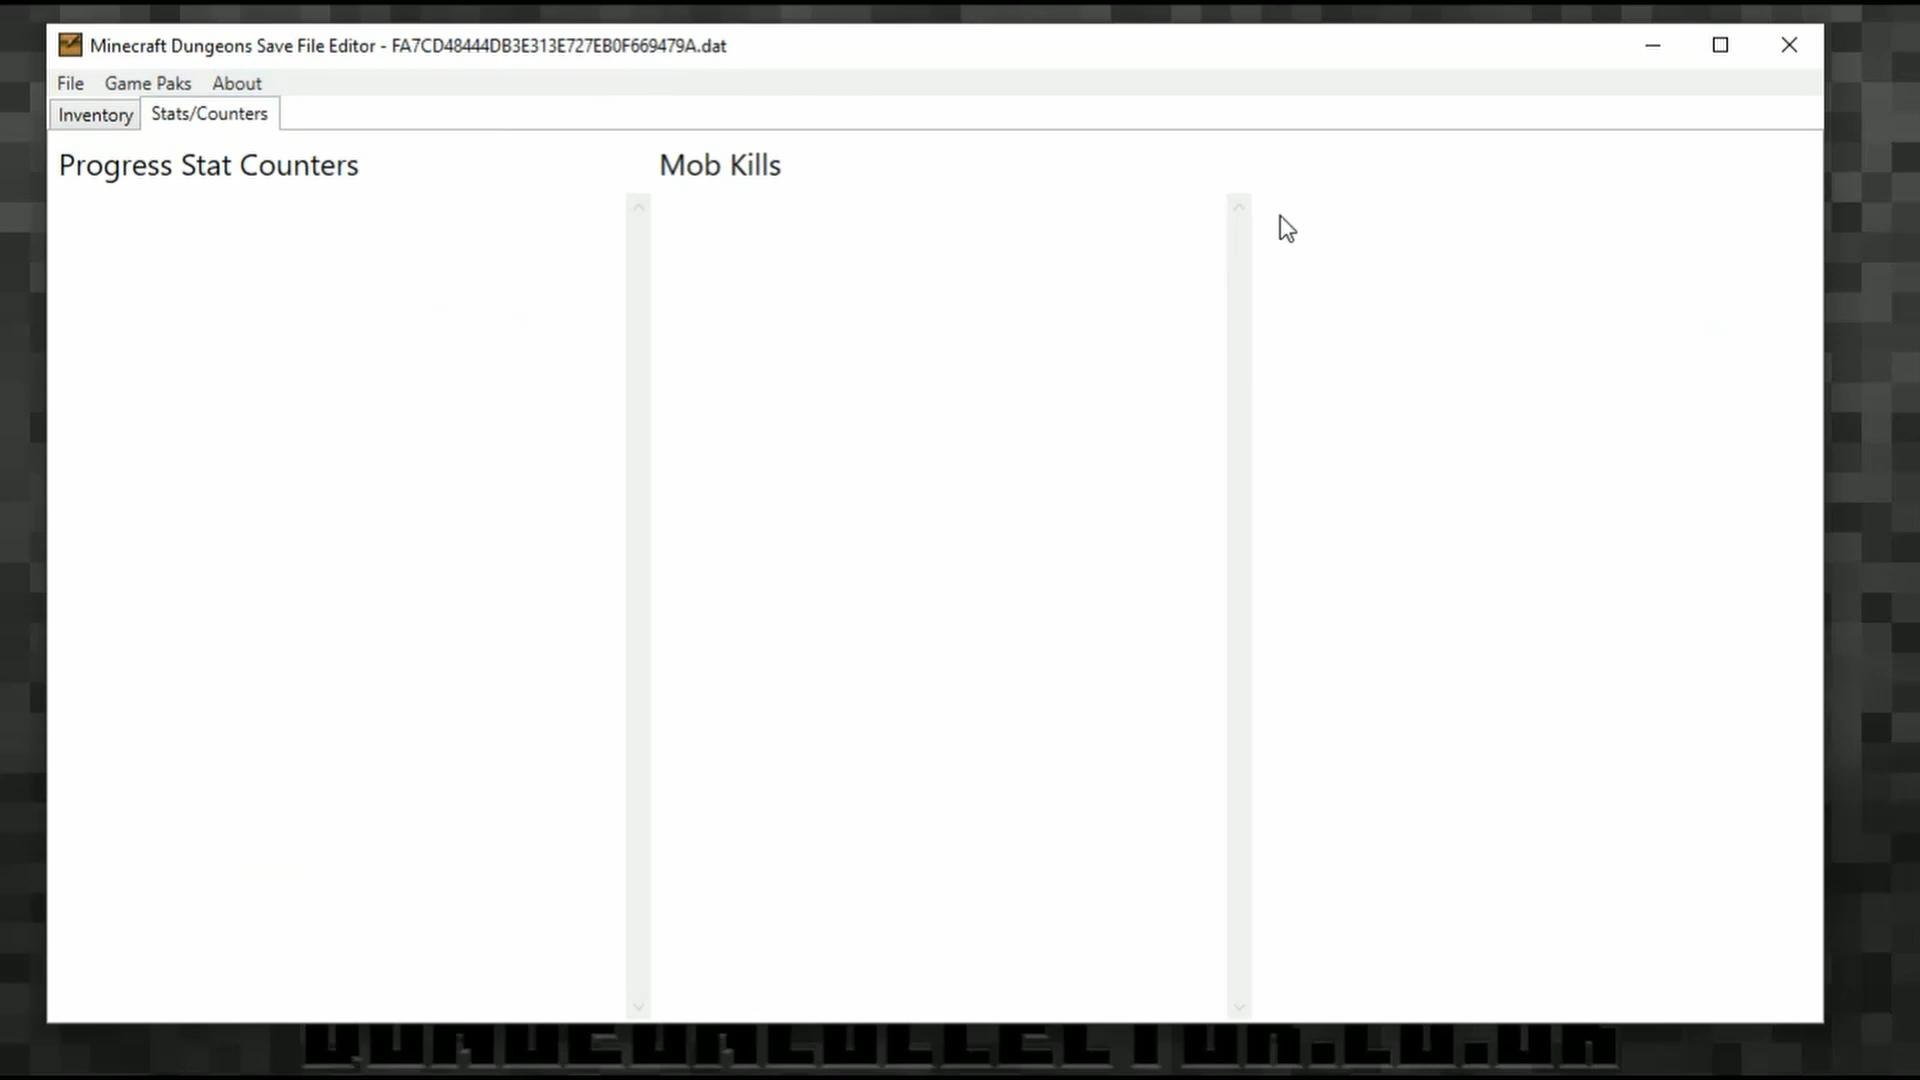 Minecraft Dungeons Save File Editor - FA7CD48444DB3E313E727EB0F669479A.dat
File Game Paks About
Inventory Stats/Counters
Progress Stat Counters Mob Kills